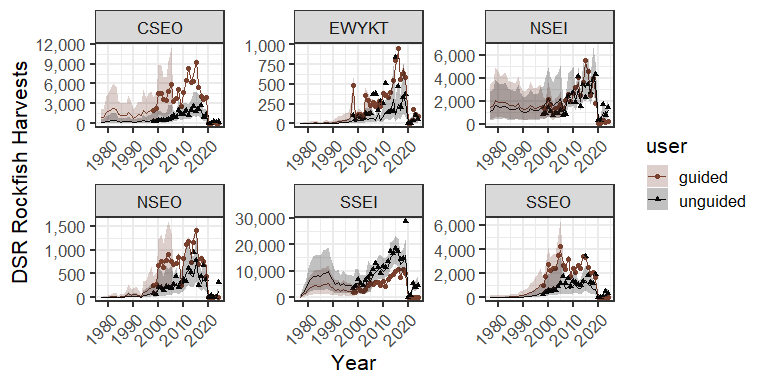 CSEO EWYKT NSEI
12,000 9,000 6,000 3,000 0
1,000 750 500 250 0
6,000 4,000 2,000 0
1980 1990 2000 2010 2020
1980 1990 2000 2010 2020
1980 1990 2000 2010 2020
NSEO SSEI SSEO
1,500 1,000 500 0
30,000 20,000 10,000 0
6,000 4,000 2,000 0
1980 1990 2000 2010 2020
1980 1990 2000 2010 2020
1980 1990 2000 2010 2020
DSR Rockfish Harvests
Year
user
guided
unguided